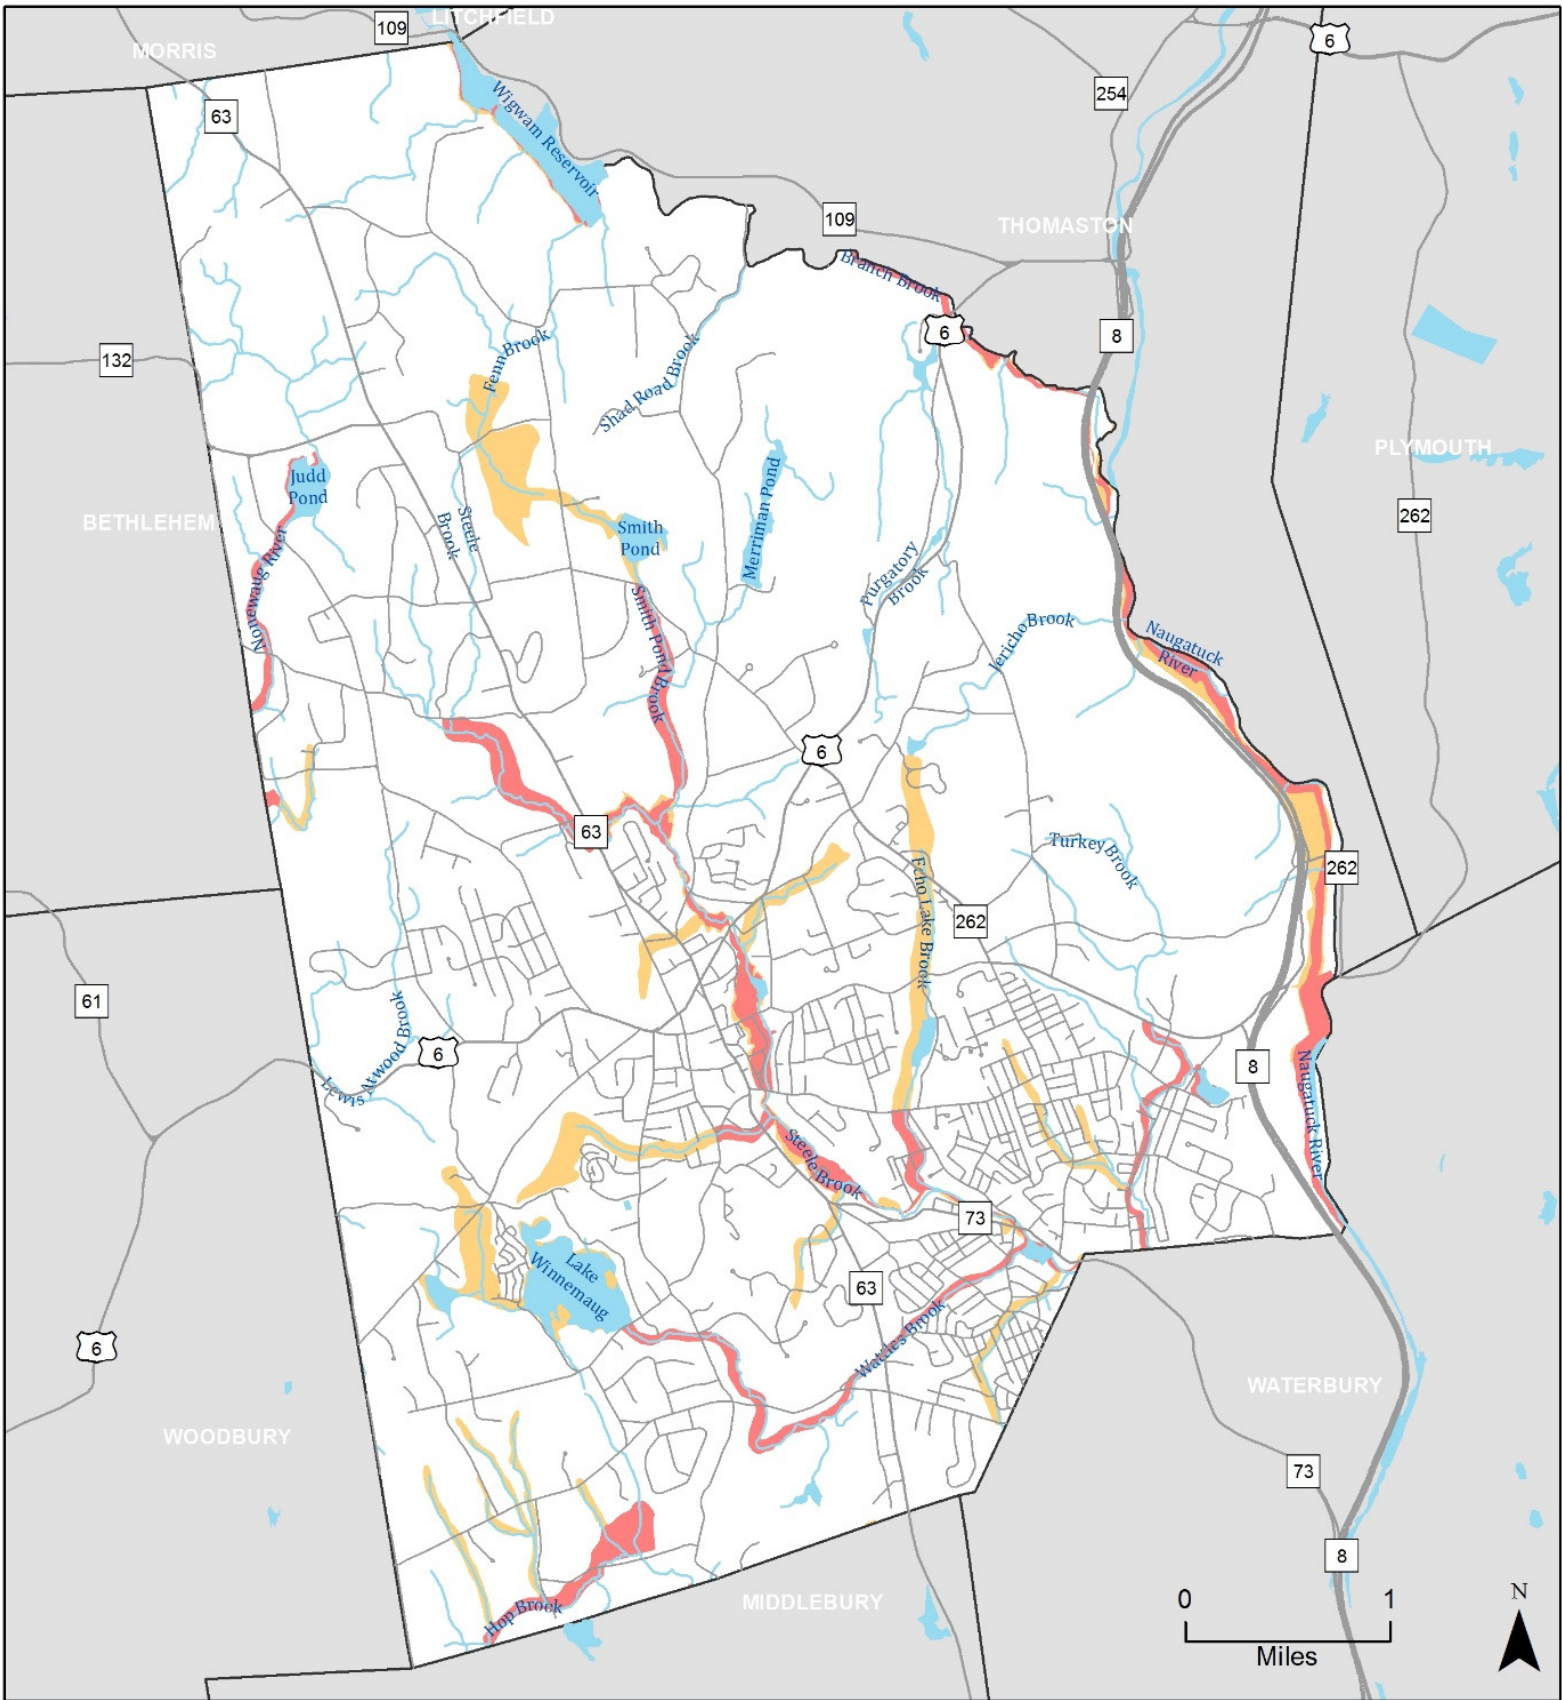 LITCHFIELD
109
MORRIS
6
Wigwam Reservoir
254
63
109
THOMASTON
Branch Brook
6
8
132
Fenn Brook
Shad Road Brook
PLYMOUTH
Judd
Pond
Merriman Pond
262
BETHLEHEM
Steele
Brook
Smith
Pond
Nonewaug River
Purgatory
Brook
Smith Pond Brook
Jericho Brook
Naugatuck
River
6
63
Turkey Brook
262
Echo Lake Brook
262
61
Lewis Atwood Brook
6
8
Naugatuck River
Steele Brook
73
Lake
Winnemaug
63
6
Wattles Brook
WATERBURY
WOODBURY
73
8
Hop Brook
MIDDLEBURY
0 1
Miles
N